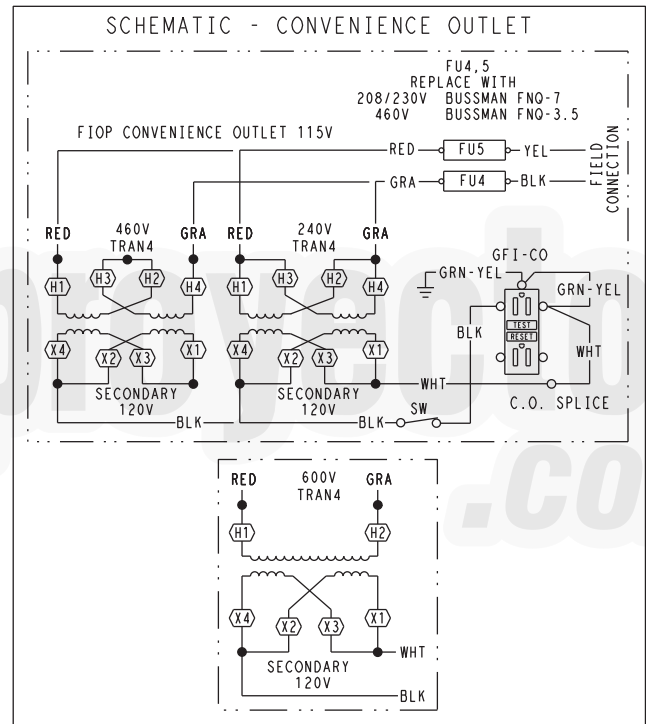 SCHEMATIC - CONVENIENCE OUTLET
FU4,5
REPLACE WITH
208/230V BUSSMAN FNQ-7
460V BUSSMAN FNQ-3.5
FIOP CONVENIENCE OUTLET 115V
RED FU5 YEL
GRA FU4 BLK
FIELD
CONNECTION
RED 460V GRA RED 240V GRA
TRAN4 TRAN4
GFI-CO
H3 H2 H3 H2
GRN-YEL
H1 H4 H1 H4
GRN-YEL
TEST
RESET
BLK
X4 X2 X3 X1 X4 X2 X3 X1
WHT
WHT
SECONDARY SECONDARY
120V 120V
C.O. SPLICE
SW
BLK BLK
RED 600V GRA
TRAN4
H1 H2
X4 X2 X3 X1
WHT
SECONDARY
120V
BLK
proyecto
.co